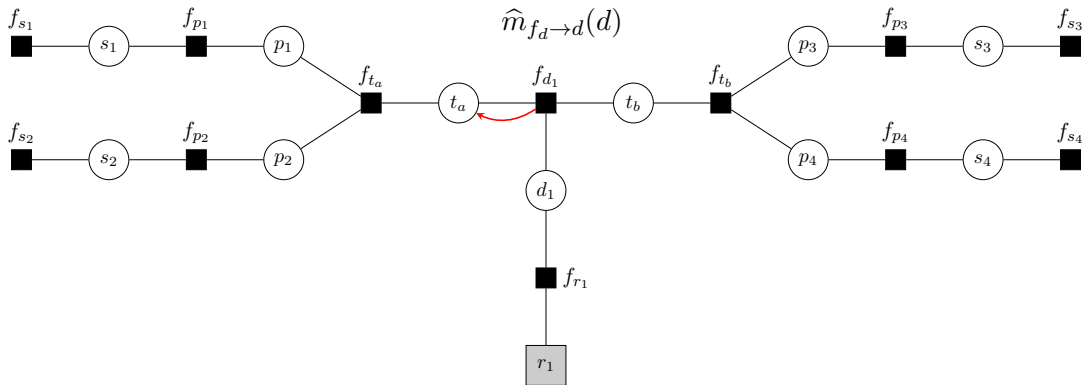 m̂_{f_d→d}(d)
f_{s_1} f_{p_1} f_{p_3} f_{s_3}
s_1 p_1 p_3 s_3
f_{t_a} f_{d_1} f_{t_b}
t_a t_b
f_{s_2} f_{p_2} f_{p_4} f_{s_4}
s_2 p_2 p_4 s_4
d_1
f_{r_1}
r_1